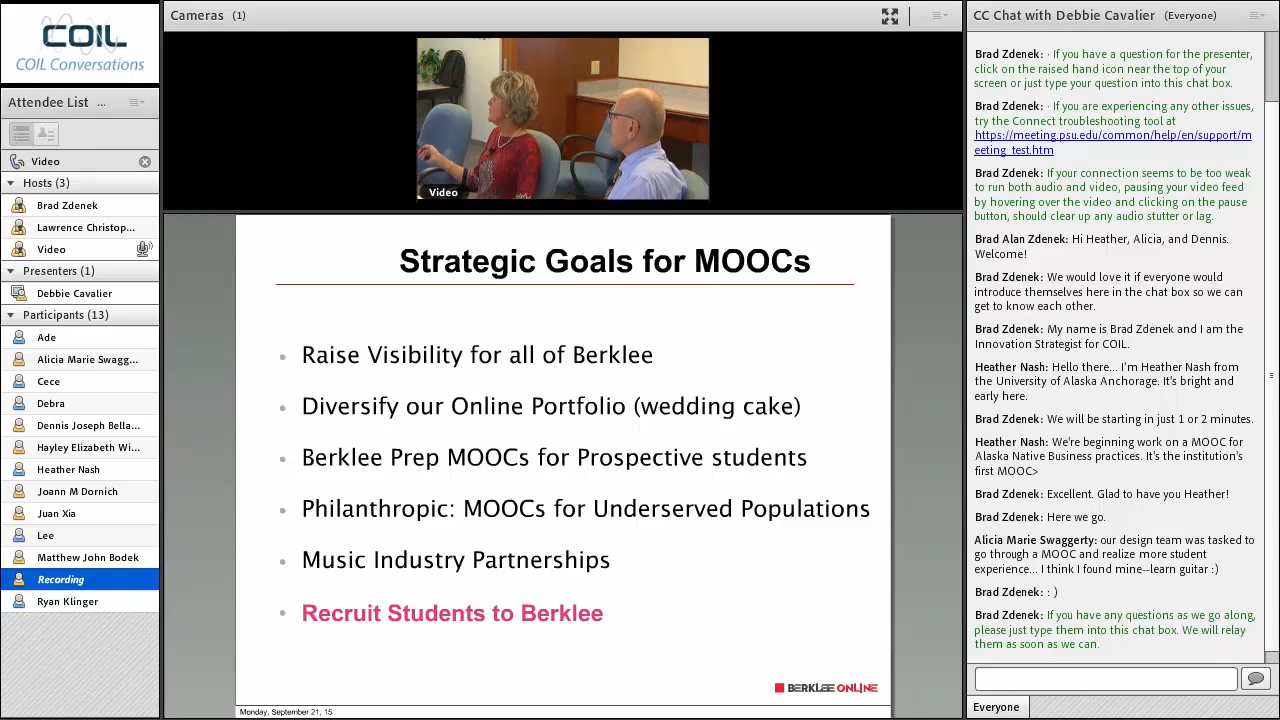 COIL
COIL Conversations
Attendee List ...
Video
Hosts (3)
Brad Zdenek
Lawrence Christop...
Video
Presenters (1)
Debbie Cavalier
Participants (13)
Ade
Alicia Marie Swagg...
Cece
Debra
Dennis Joseph Bella...
Hayley Elizabeth Wi...
Heather Nash
Joann M Dornich
Juan Xia
Lee
Matthew John Bodek
Recording
Ryan Klinger
Cameras (1)
Video
Strategic Goals for MOOCs
• Raise Visibility for all of Berklee
• Diversify our Online Portfolio (wedding cake)
• Berklee Prep MOOCs for Prospective students
• Philanthropic: MOOCs for Underserved Populations
• Music Industry Partnerships
• Recruit Students to Berklee
BERKLEE ONLINE
Monday, September 21, 15
CC Chat with Debbie Cavalier (Everyone)
Brad Zdenek: · If you have a question for the presenter,
click on the raised hand icon near the top of your
screen or just type your question into this chat box.
Brad Zdenek: · If you are experiencing any other issues,
try the Connect troubleshooting tool at
https://meeting.psu.edu/common/help/en/support/m
eeting_test.htm
Brad Zdenek: If your connection seems to be too weak
to run both audio and video, pausing your video feed
by hovering over the video and clicking on the pause
button, should clear up any audio stutter or lag.
Brad Alan Zdenek: Hi Heather, Alicia, and Dennis.
Welcome!
Brad Zdenek: We would love it if everyone would
introduce themselves here in the chat box so we can
get to know each other.
Brad Zdenek: My name is Brad Zdenek and I am the
Innovation Strategist for COIL.
Heather Nash: Hello there... I'm Heather Nash from
the University of Alaska Anchorage. It's bright and
early here.
Brad Zdenek: We will be starting in just 1 or 2 minutes.
Heather Nash: We're beginning work on a MOOC for
Alaska Native Business practices. It's the institution's
first MOOC>
Brad Zdenek: Excellent. Glad to have you Heather!
Brad Zdenek: Here we go.
Alicia Marie Swaggerty: our design team was tasked to
go through a MOOC and realize more student
experience... I think I found mine--learn guitar :)
Brad Zdenek: : )
Brad Zdenek: If you have any questions as we go along,
please just type them into this chat box. We will relay
them as soon as we can.
Everyone